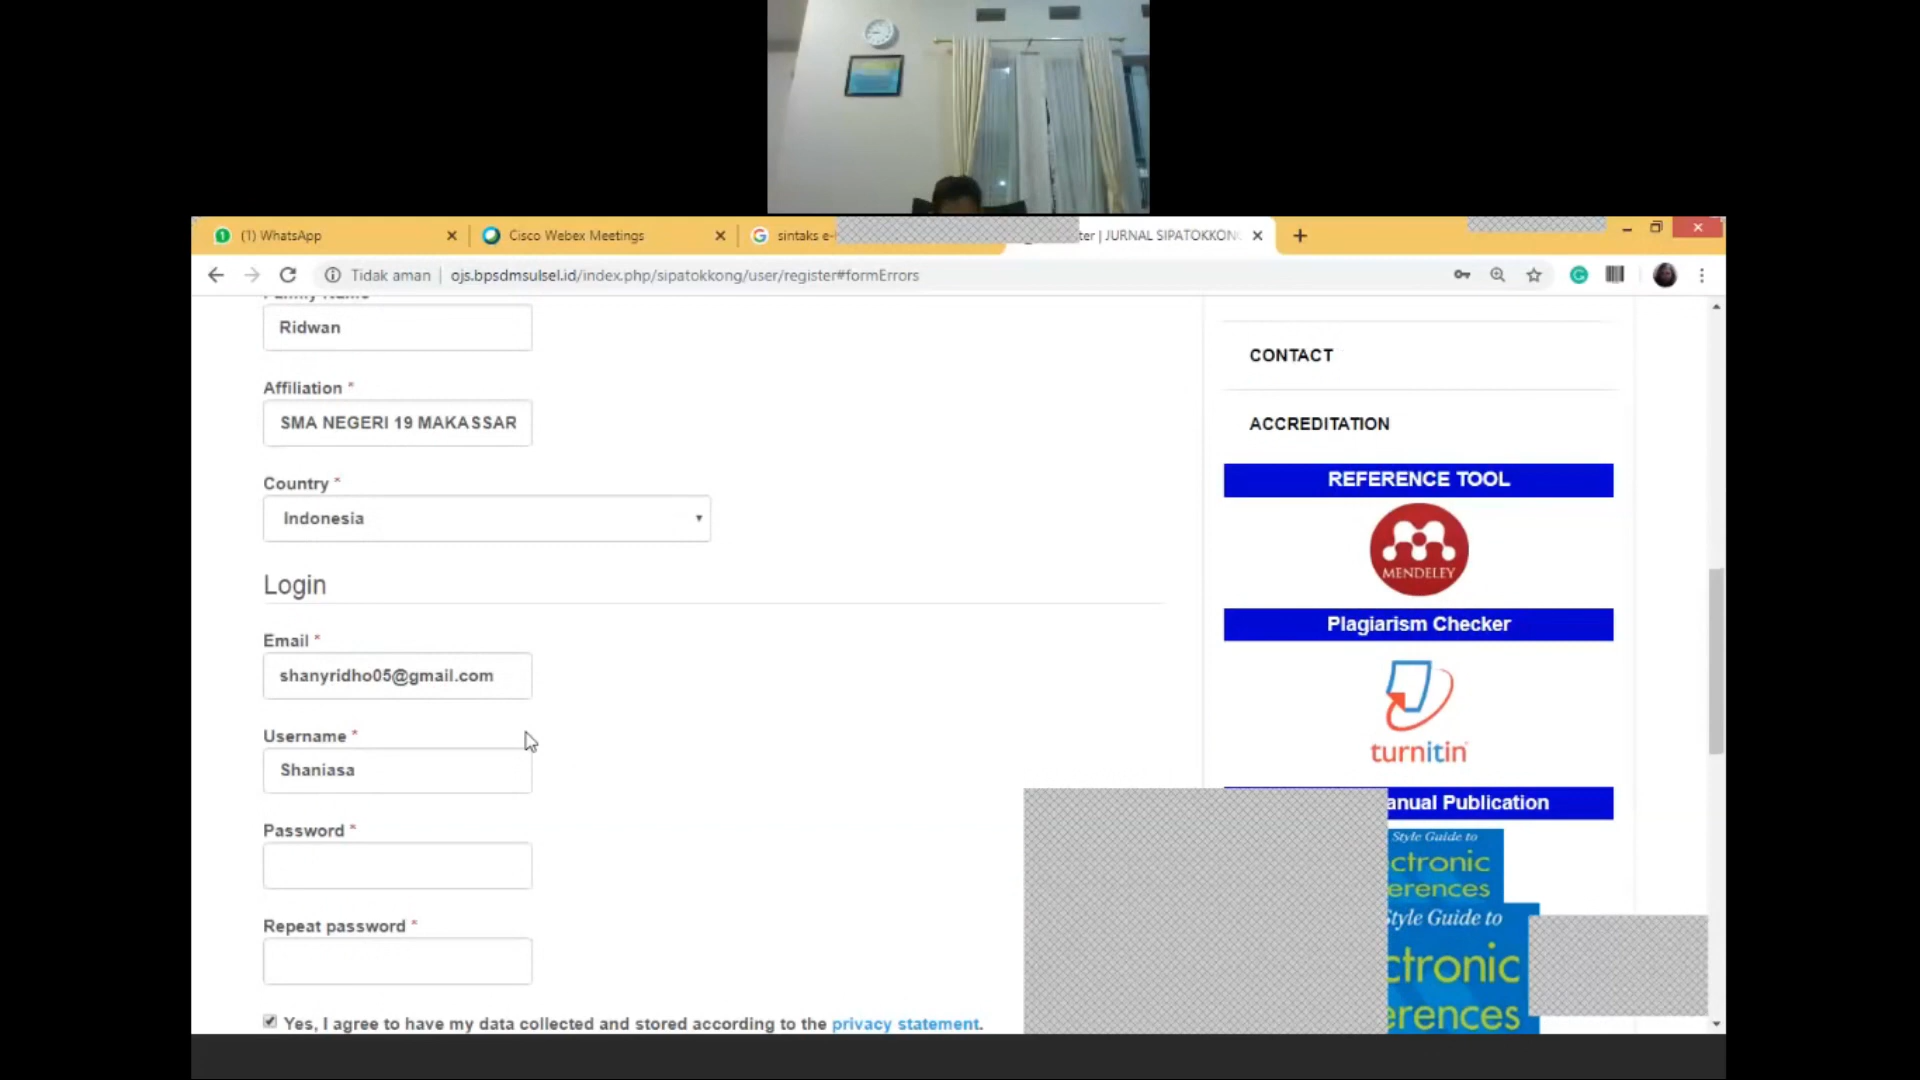 (1) WhatsApp
Cisco Webex Meetings
sintaks e-
ter | JURNAL SIPATOKKONG
Tidak aman
ojs.bpsdmsulsel.id/index.php/sipatokkong/user/register#formErrors
Family Name
Ridwan
Affiliation *
SMA NEGERI 19 MAKASSAR
Country *
Indonesia
Login
Email *
shanyridho05@gmail.com
Username *
Shaniasa
Password *
Repeat password *
Yes, I agree to have my data collected and stored according to the privacy statement.
CONTACT
ACCREDITATION
REFERENCE TOOL
MENDELEY
Plagiarism Checker
turnitin
anual Publication
Style Guide to
ctronic
erences
Style Guide to
ctronic
erences